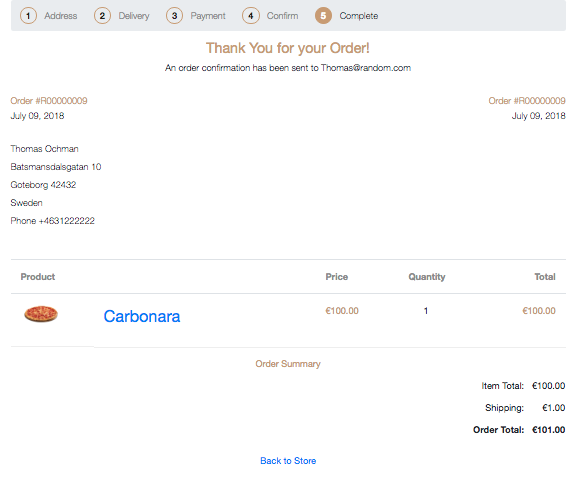 1 Address 2 Delivery 3 Payment 4 Confirm 5 Complete
Thank You for your Order!
An order confirmation has been sent to Thomas@random.com
Order #R00000009 Order #R00000009
July 09, 2018 July 09, 2018
Thomas Ochman
Batsmansdalsgatan 10
Goteborg 42432
Sweden
Phone +4631222222
Product Price Quantity Total
Carbonara €100.00 1 €100.00
Order Summary
Item Total: €100.00
Shipping: €1.00
Order Total: €101.00
Back to Store